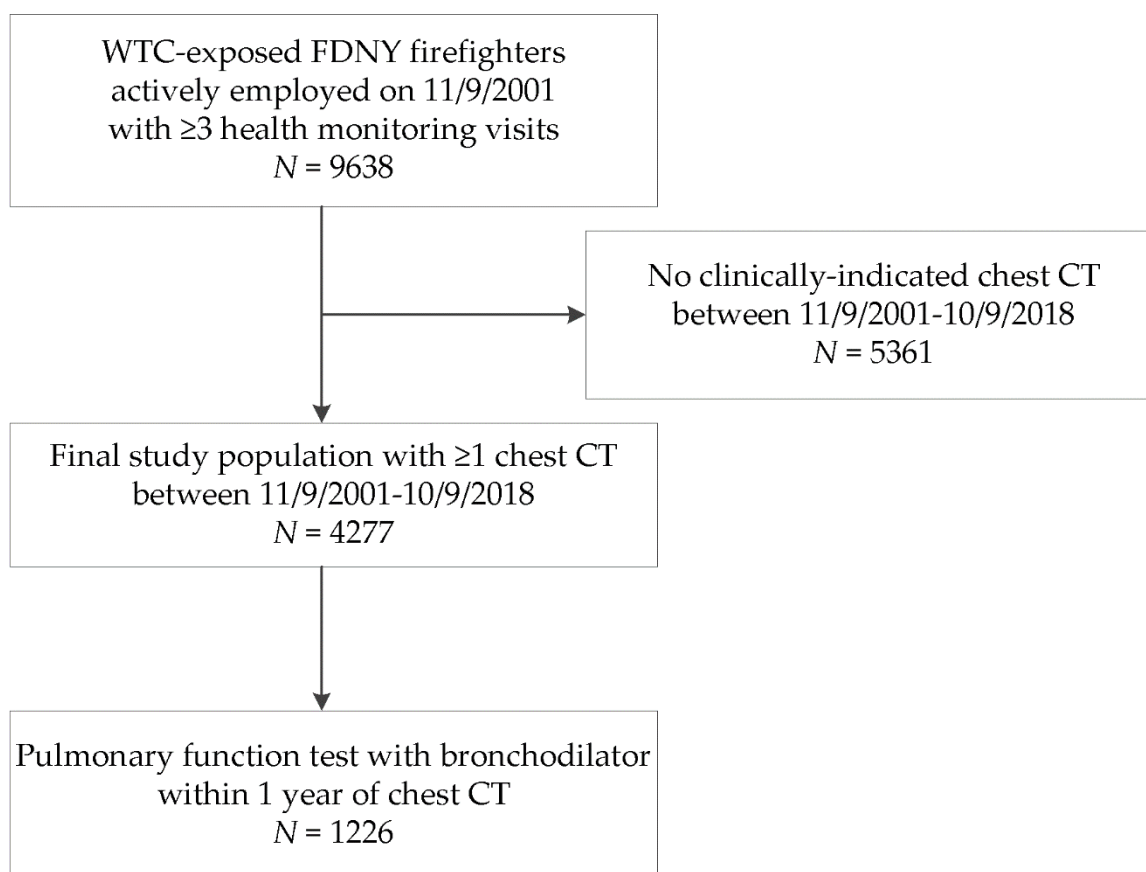 WTC-exposed FDNY firefighters
actively employed on 11/9/2001
with ≥3 health monitoring visits
N = 9638
No clinically-indicated chest CT
between 11/9/2001-10/9/2018
N = 5361
Final study population with ≥1 chest CT
between 11/9/2001-10/9/2018
N = 4277
Pulmonary function test with bronchodilator
within 1 year of chest CT
N = 1226